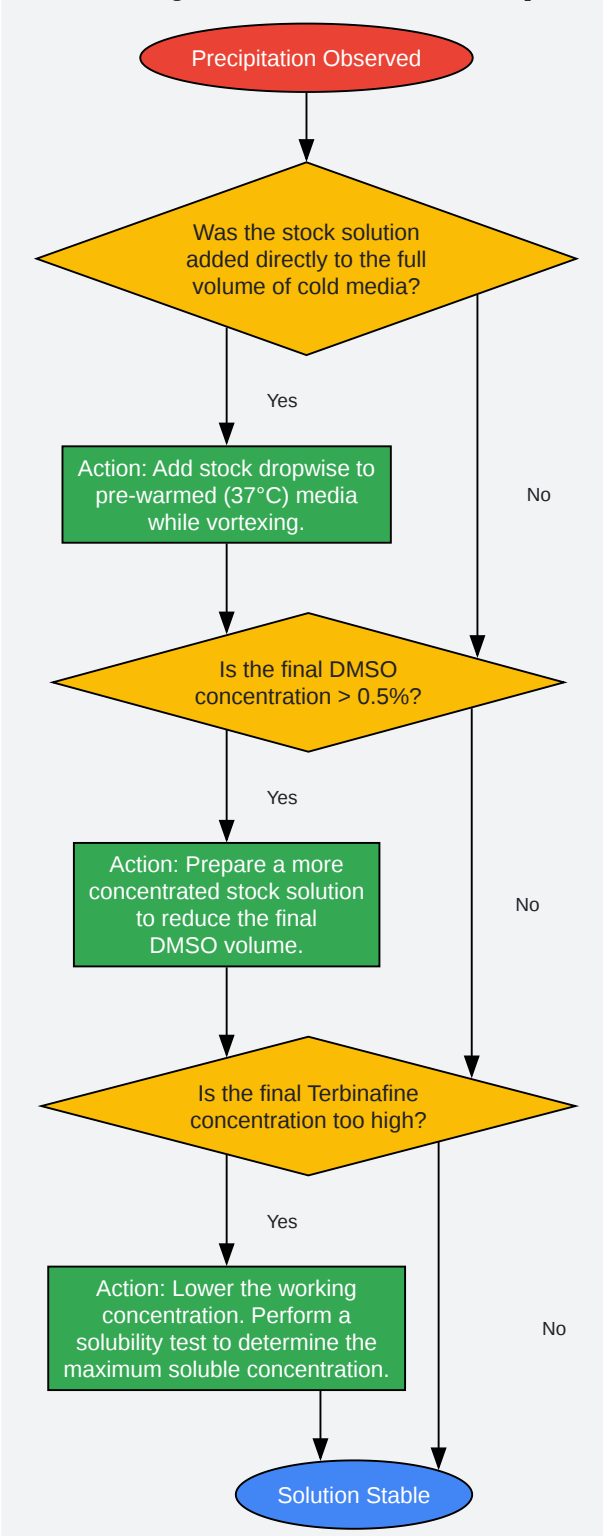 Precipitation Observed
Was the stock solution
added directly to the full
volume of cold media?
Yes
Action: Add stock dropwise to
pre-warmed (37°C) media
while vortexing.
No
Is the final DMSO
concentration > 0.5%?
Yes
Action: Prepare a more
concentrated stock solution
to reduce the final
DMSO volume.
No
Is the final Terbinafine
concentration too high?
Yes
Action: Lower the working
concentration. Perform a
solubility test to determine the
maximum soluble concentration.
No
Solution Stable